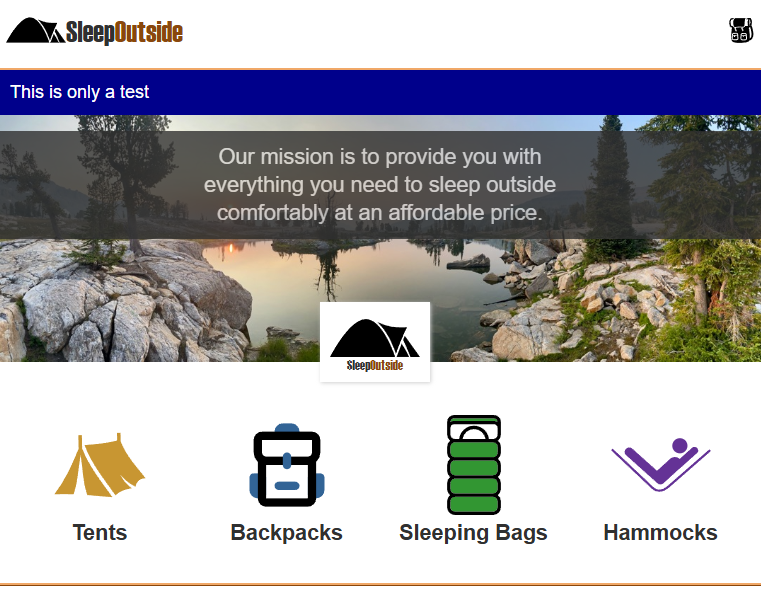 SleepOutside
This is only a test
Our mission is to provide you with
everything you need to sleep outside
comfortably at an affordable price.
SleepOutside
Tents
Backpacks
Sleeping Bags
Hammocks